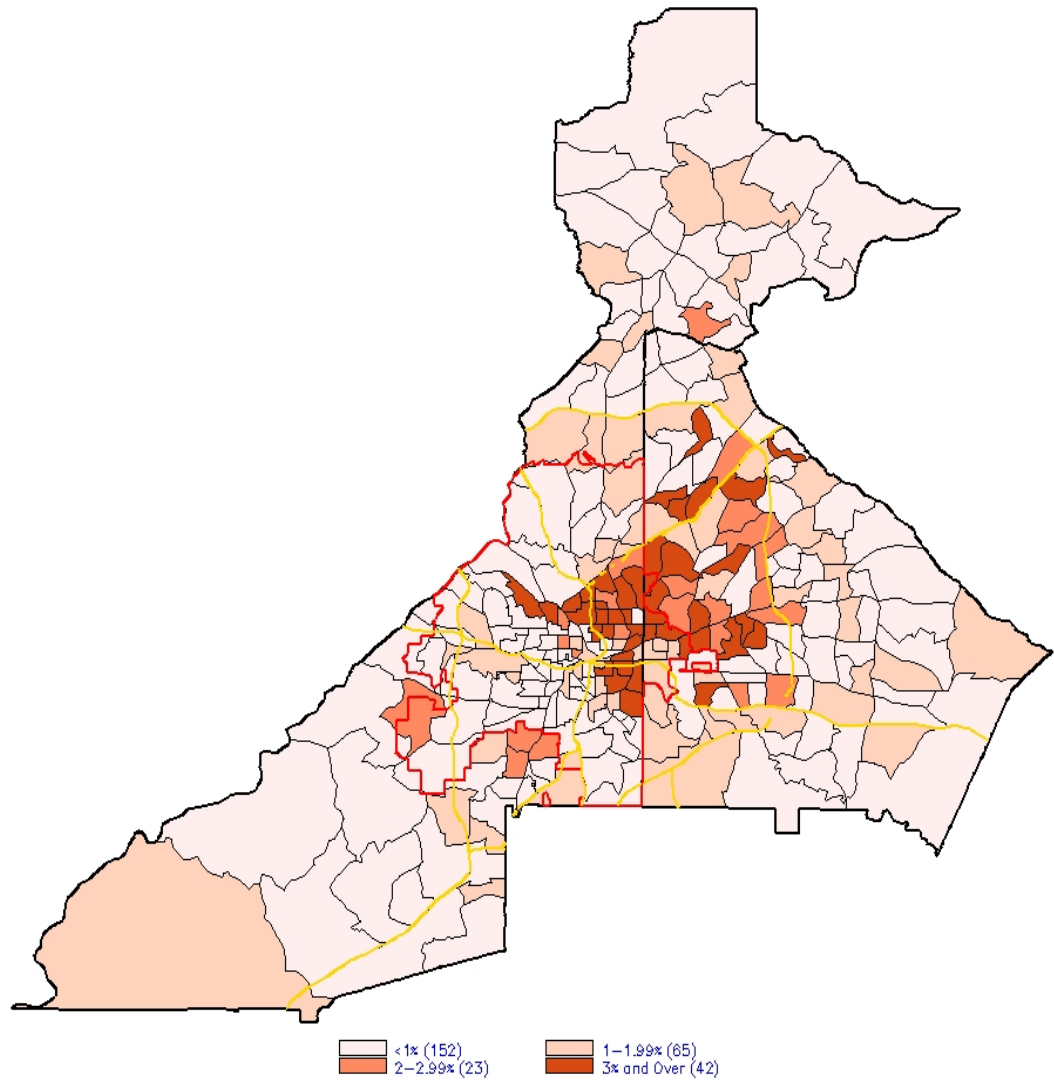 <1% (152) 1-1.99% (65)
2-2.99% (23) 3% and Over (42)